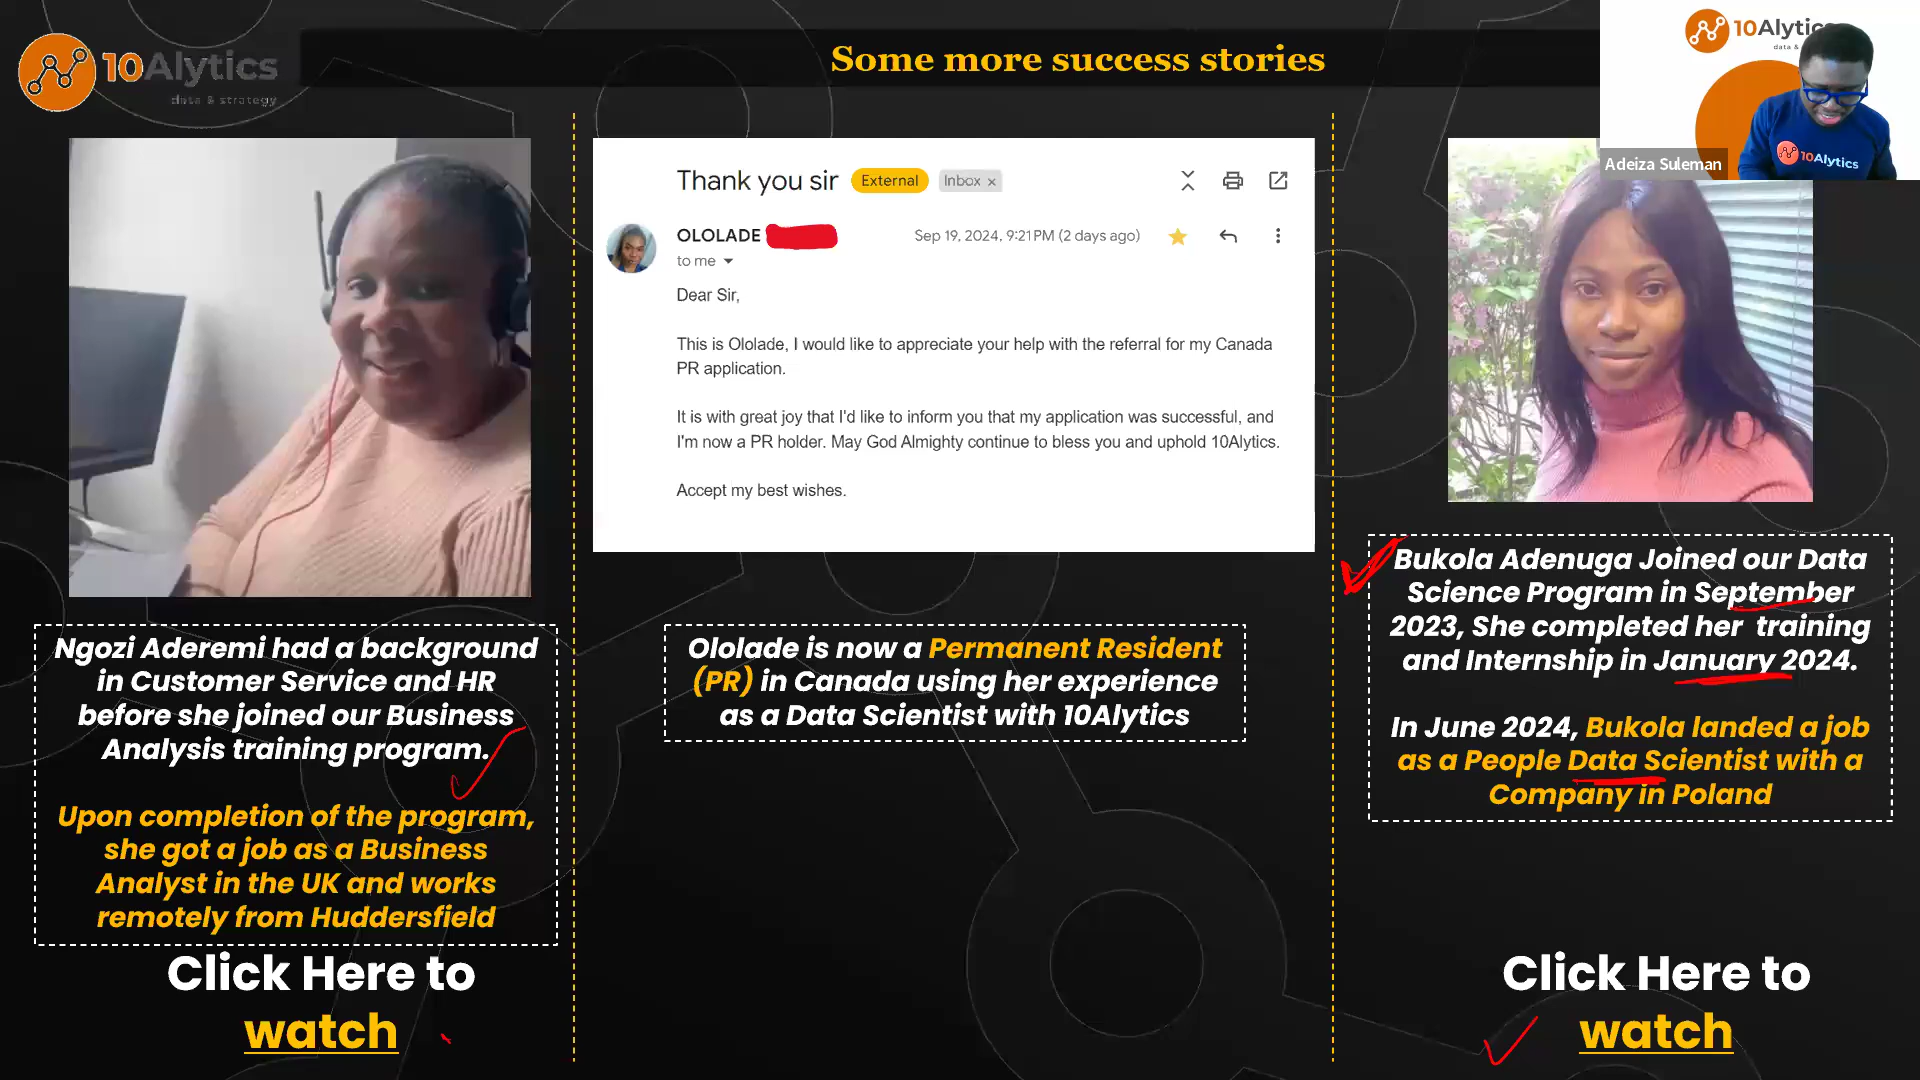 10Alytics
data & strategy
Some more success stories
10Alytic
data &
Adeiza Suleman
10Alytics
Thank you sir External Inbox x
OLOLADE
Sep 19, 2024, 9:21 PM (2 days ago)
to me
Dear Sir,
This is Ololade, I would like to appreciate your help with the referral for my Canada
PR application.
It is with great joy that I'd like to inform you that my application was successful, and
I'm now a PR holder. May God Almighty continue to bless you and uphold 10Alytics.
Accept my best wishes.
Ngozi Aderemi had a background
in Customer Service and HR
before she joined our Business
Analysis training program.
Upon completion of the program,
she got a job as a Business
Analyst in the UK and works
remotely from Huddersfield
Click Here to
watch
Ololade is now a Permanent Resident
(PR) in Canada using her experience
as a Data Scientist with 10Alytics
Bukola Adenuga Joined our Data
Science Program in September
2023, She completed her training
and Internship in January 2024.
In June 2024, Bukola landed a job
as a People Data Scientist with a
Company in Poland
Click Here to
watch